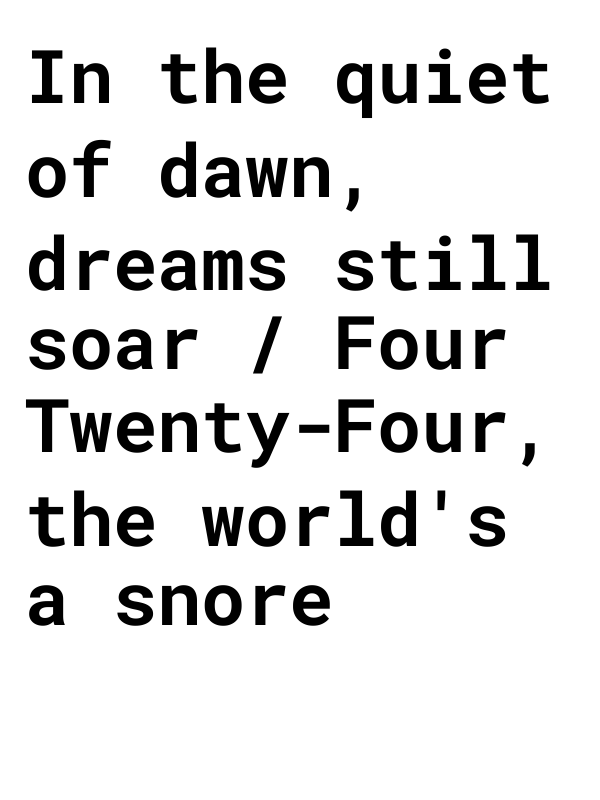 In the quiet
of dawn,
dreams still
soar / Four
Twenty-Four,
the world's
a snore